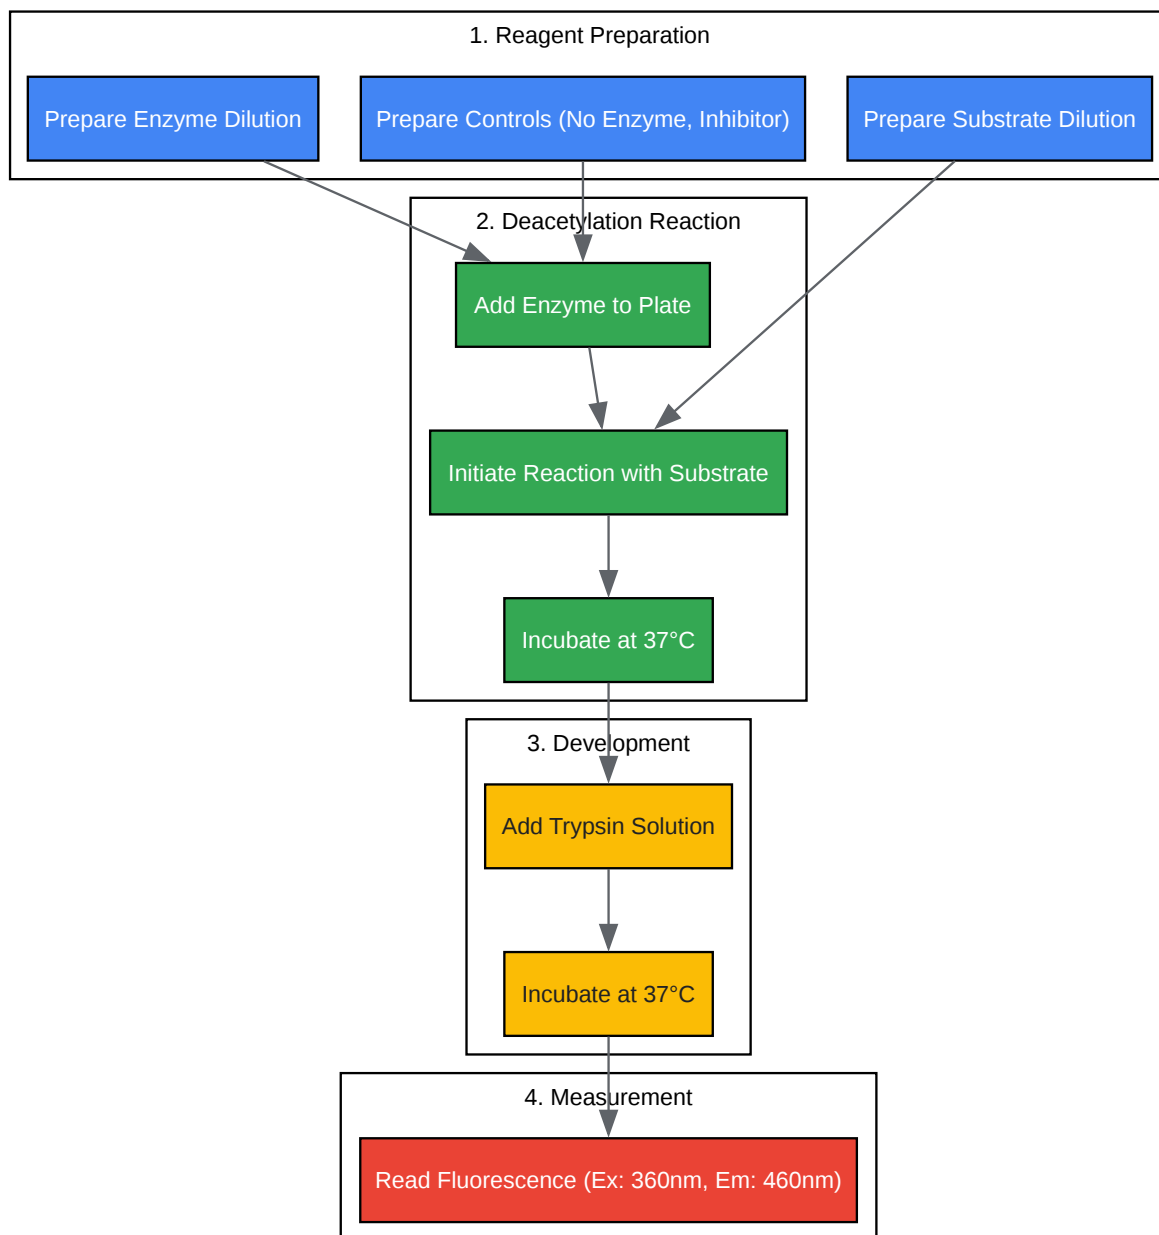 1. Reagent Preparation
Prepare Enzyme Dilution
Prepare Controls (No Enzyme, Inhibitor)
Prepare Substrate Dilution
2. Deacetylation Reaction
Add Enzyme to Plate
Initiate Reaction with Substrate
Incubate at 37°C
3. Development
Add Trypsin Solution
Incubate at 37°C
4. Measurement
Read Fluorescence (Ex: 360nm, Em: 460nm)